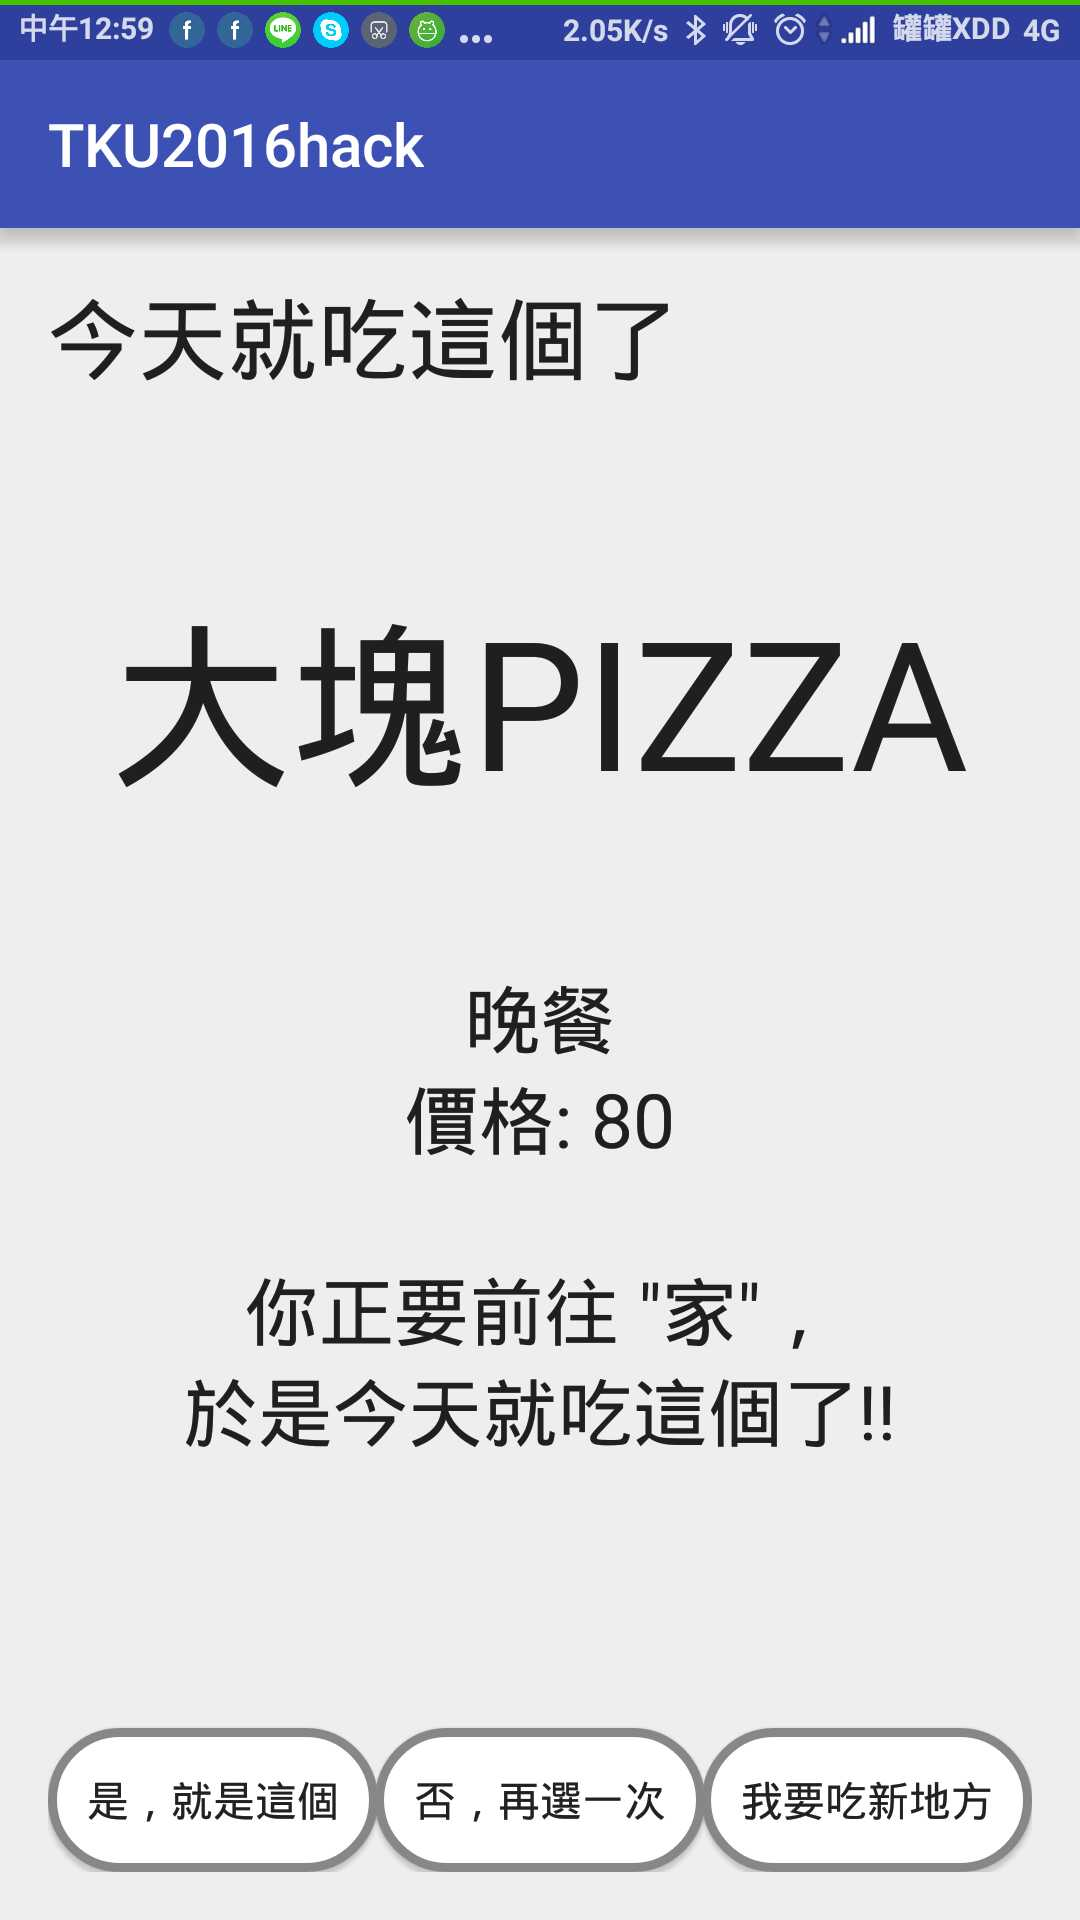 中午12:59 LINE 2.05K/s 罐罐XDD 4G
TKU2016hack
今天就吃這個了
大塊PIZZA
晚餐
價格: 80
你正要前往 "家" ,
於是今天就吃這個了!!
是 , 就是這個 否 , 再選一次 我要吃新地方